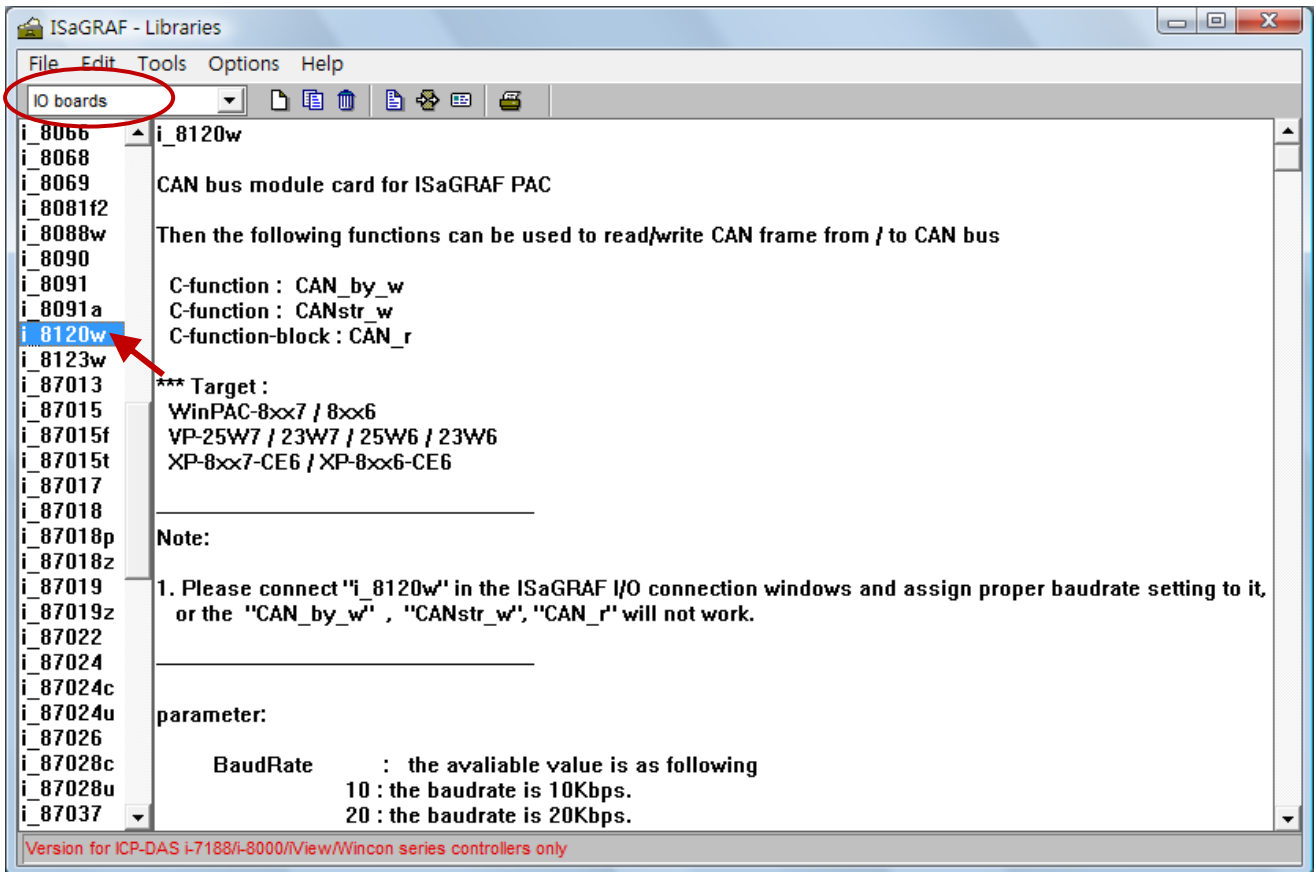 ISaGRAF - Libraries
File Edit Tools Options Help
IO boards
i_8066
i_8068
i_8069
i_8081f2
i_8088w
i_8090
i_8091
i_8091a
i_8120w
i_8123w
i_87013
i_87015
i_87015f
i_87015t
i_87017
i_87018
i_87018p
i_87018z
i_87019
i_87019z
i_87022
i_87024
i_87024c
i_87024u
i_87026
i_87028c
i_87028u
i_87037
i_8120w
CAN bus module card for ISaGRAF PAC
Then the following functions can be used to read/write CAN frame from / to CAN bus
C-function : CAN_by_w
C-function : CANstr_w
C-function-block : CAN_r
*** Target :
WinPAC-8xx7 / 8xx6
VP-25W7 / 23W7 / 25W6 / 23W6
XP-8xx7-CE6 / XP-8xx6-CE6
Note:
1. Please connect "i_8120w" in the ISaGRAF I/O connection windows and assign proper baudrate setting to it,
or the "CAN_by_w" , "CANstr_w", "CAN_r" will not work.
parameter:
BaudRate : the avaliable value is as following
10 : the baudrate is 10Kbps.
20 : the baudrate is 20Kbps.
Version for ICP-DAS i-7188/i-8000/iView/Wincon series controllers only